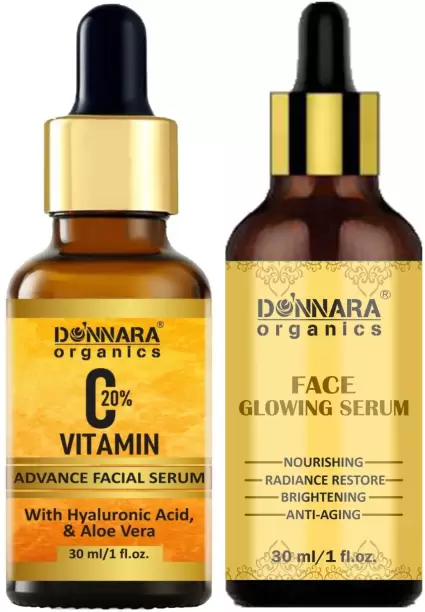 DONNARA®
organics
C 20%
VITAMIN
ADVANCE FACIAL SERUM
With Hyaluronic Acid,
& Aloe Vera
30 ml/1 fl.oz.
DONNARA®
organics
FACE
GLOWING SERUM
NOURISHING
RADIANCE RESTORE
BRIGHTENING
ANTI-AGING
30 ml/1 fl.oz.